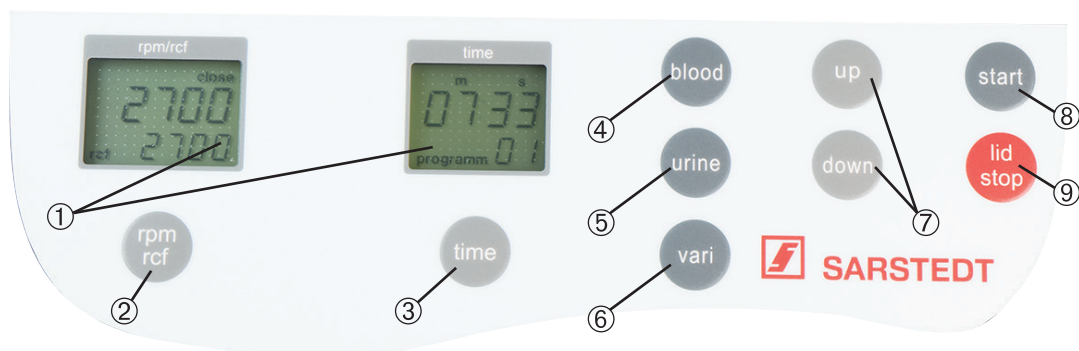 rpm/rcf
close
2700
rcf 2700
time
m s
0733
programm 01
blood
up
start
④
⑧
urine
down
lid
stop
①
⑤
⑦
⑨
rpm
rcf
time
vari
SARSTEDT
②
③
⑥